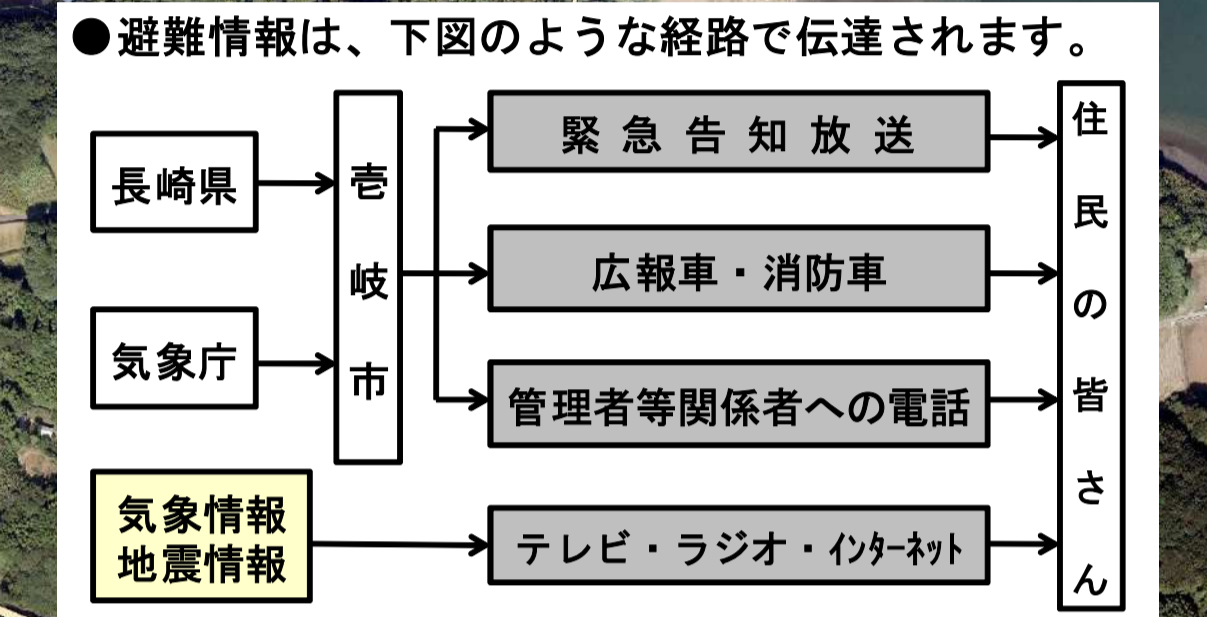 ●避難情報は、下図のような経路で伝達されます。
長崎県
気象庁
壱岐市
緊急告知放送
広報車・消防車
管理者等関係者への電話
気象情報
地震情報
テレビ・ラジオ・インターネット
住民の皆さん